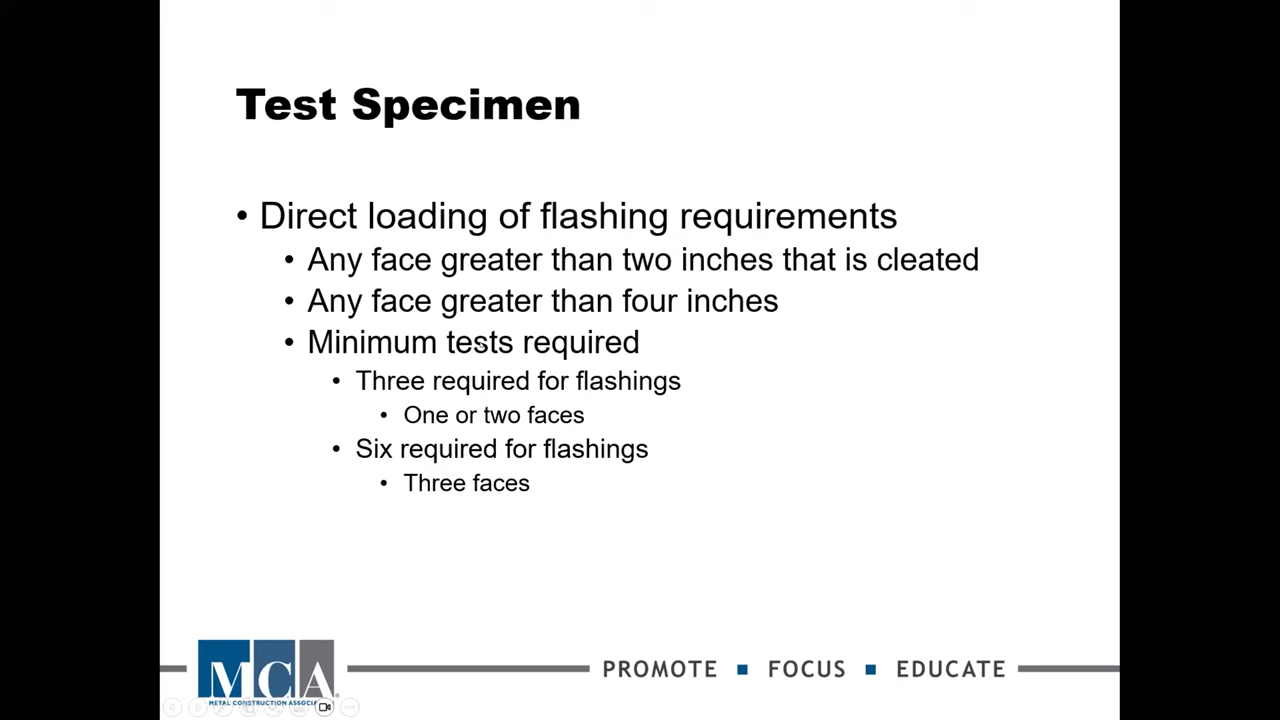 Test Specimen
• Direct loading of flashing requirements
• Any face greater than two inches that is cleated
• Any face greater than four inches
• Minimum tests required
• Three required for flashings
• One or two faces
• Six required for flashings
• Three faces
MCA®
METAL CONSTRUCTION ASSOCIA
PROMOTE ■ FOCUS ■ EDUCATE